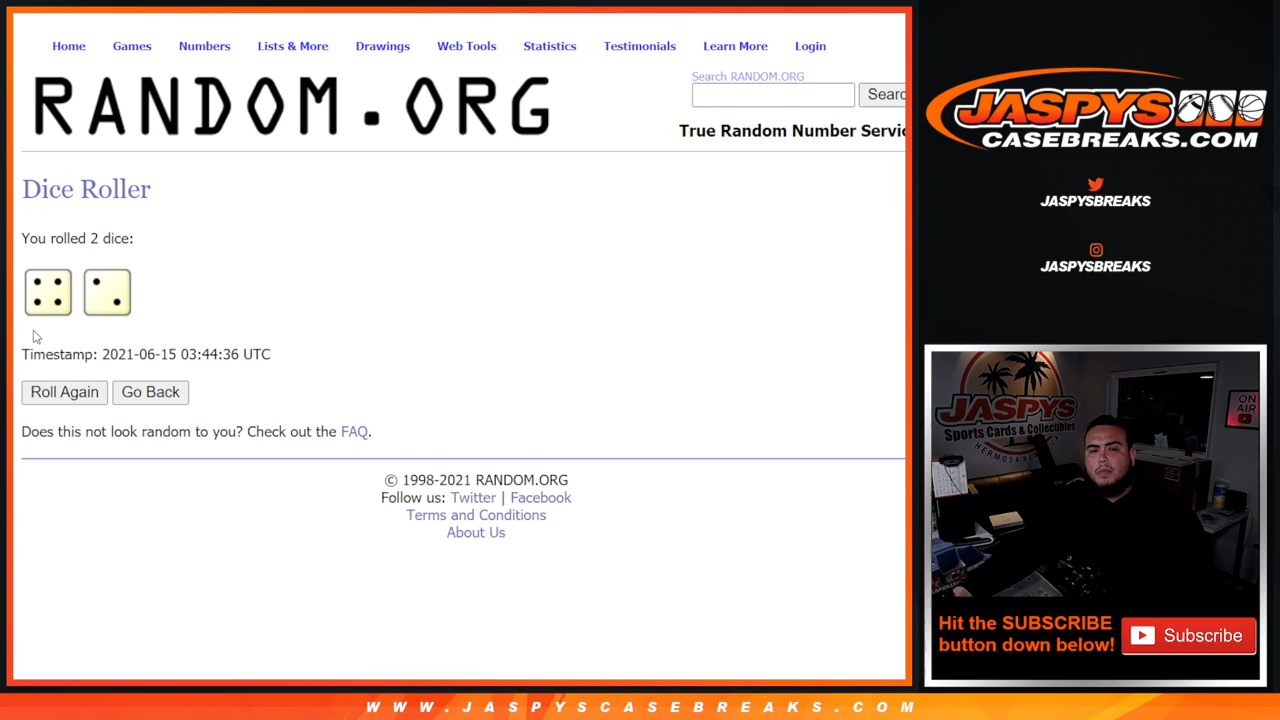 Home Games Numbers Lists & More Drawings Web Tools Statistics Testimonials Learn More Login
Search RANDOM.ORG
RANDOM.ORG
Searc
True Random Number Servic
Dice Roller
You rolled 2 dice:
Timestamp: 2021-06-15 03:44:36 UTC
Roll Again Go Back
Does this not look random to you? Check out the FAQ.
© 1998-2021 RANDOM.ORG
Follow us: Twitter | Facebook
Terms and Conditions
About Us
JASPYS
CASEBREAKS.COM
JASPYSBREAKS
JASPYSBREAKS
JASPYS
Sports Cards & Collectibles
HERMOSA BEACH
ON
AIR
Hit the SUBSCRIBE
button down below!
Subscribe
WWW.JASPYSCASEBREAKS.COM